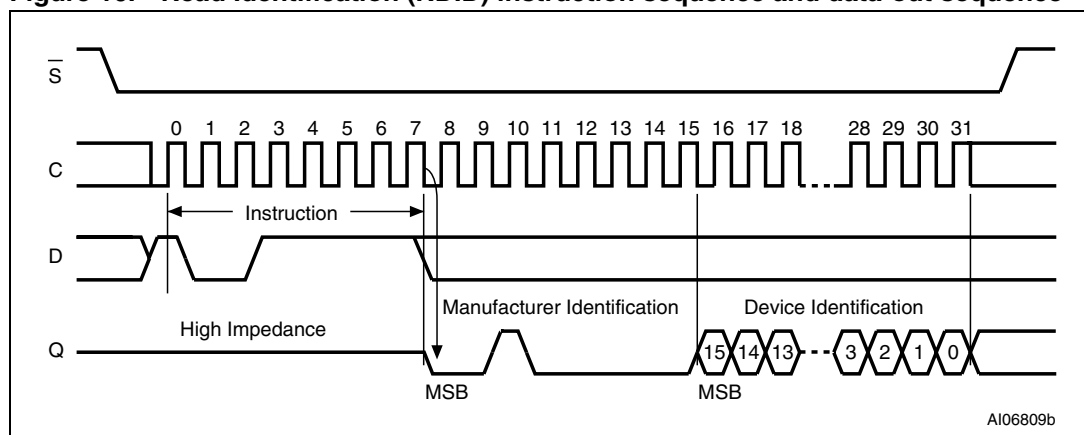 Figure 10. Read Identification (RDID) instruction sequence and data-out sequence
S
0 1 2 3 4 5 6 7 8 9 10 11 12 13 14 15 16 17 18 28 29 30 31
C
Instruction
D
Manufacturer Identification Device Identification
High Impedance
Q
15 14 13 3 2 1 0
MSB MSB
AI06809b